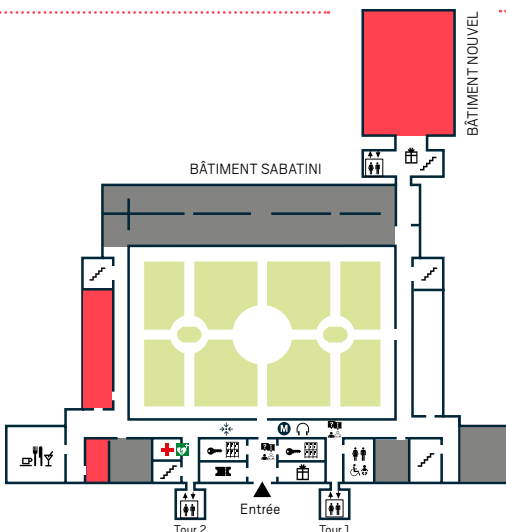 BÂTIMENT NOUVEL
BÂTIMENT SABATINI
M
Entrée
Tour 2
Tour 1